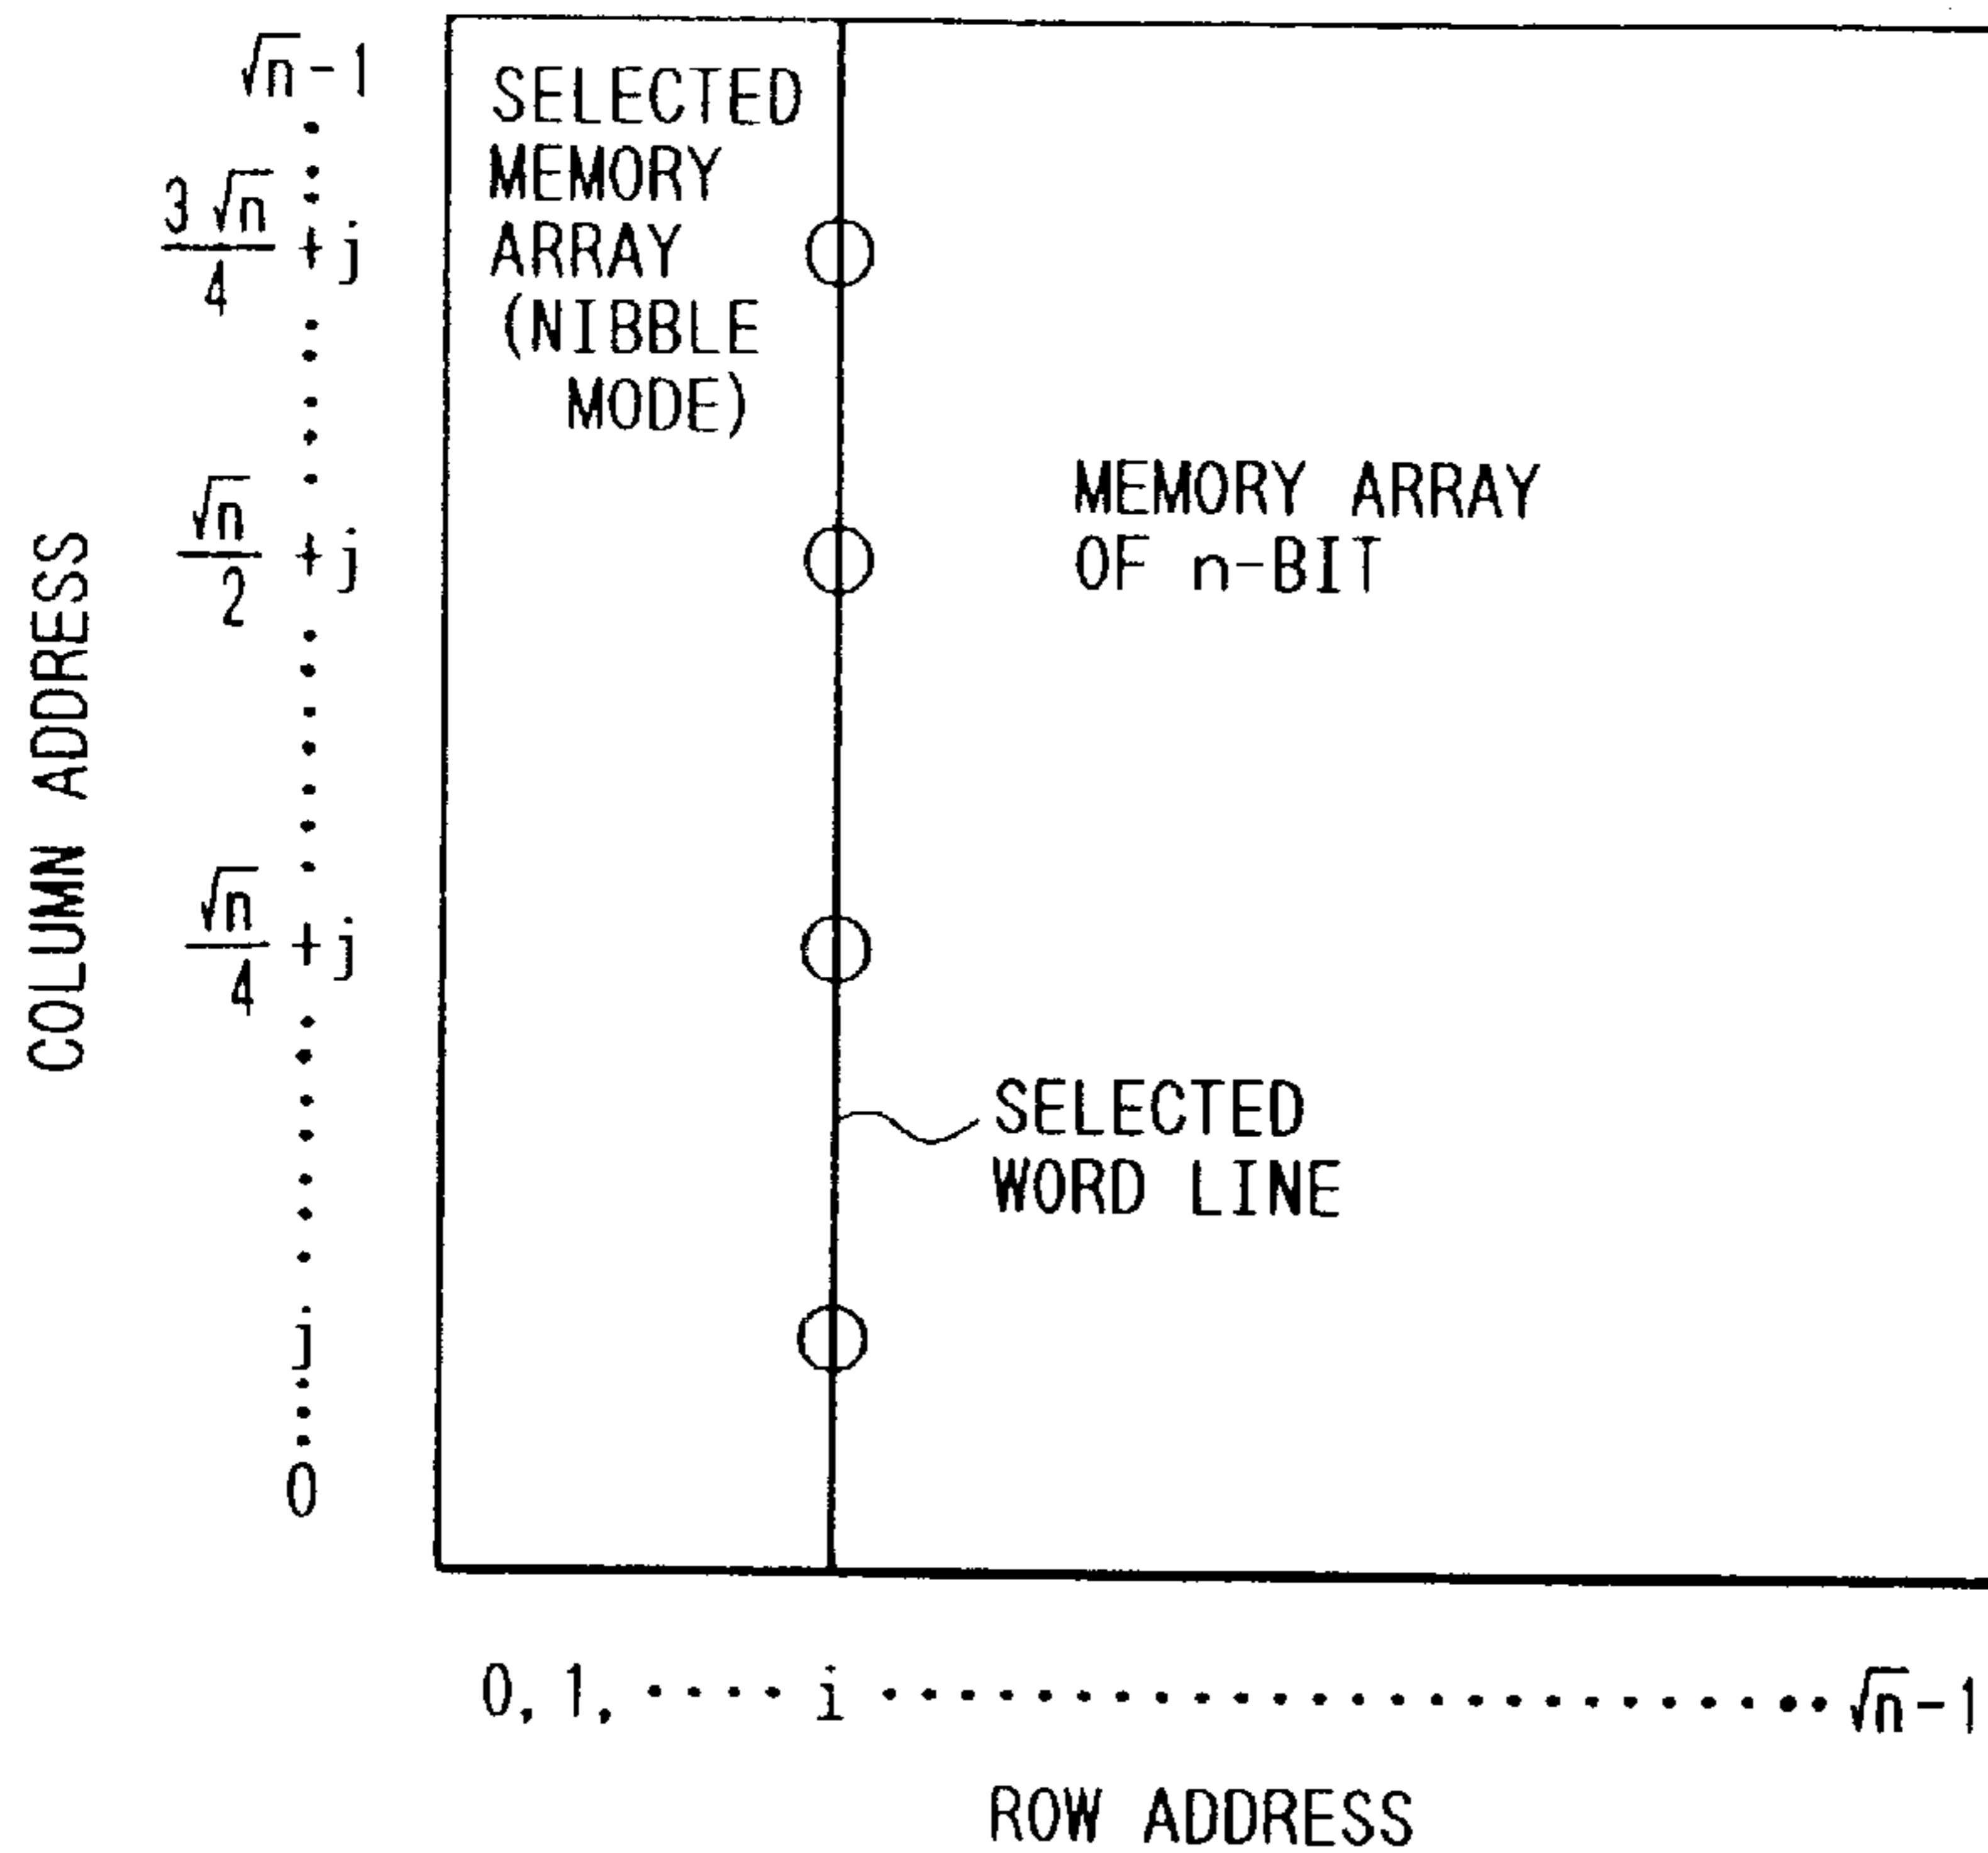 √n-1
3√n/4 + j
√n/2 + j
√n/4 + j
j
0
COLUMN ADDRESS
SELECTED
MEMORY
ARRAY
(NIBBLE
MODE)
MEMORY ARRAY
OF n-BIT
SELECTED
WORD LINE
0, 1, ···· i ························· √n-1
ROW ADDRESS